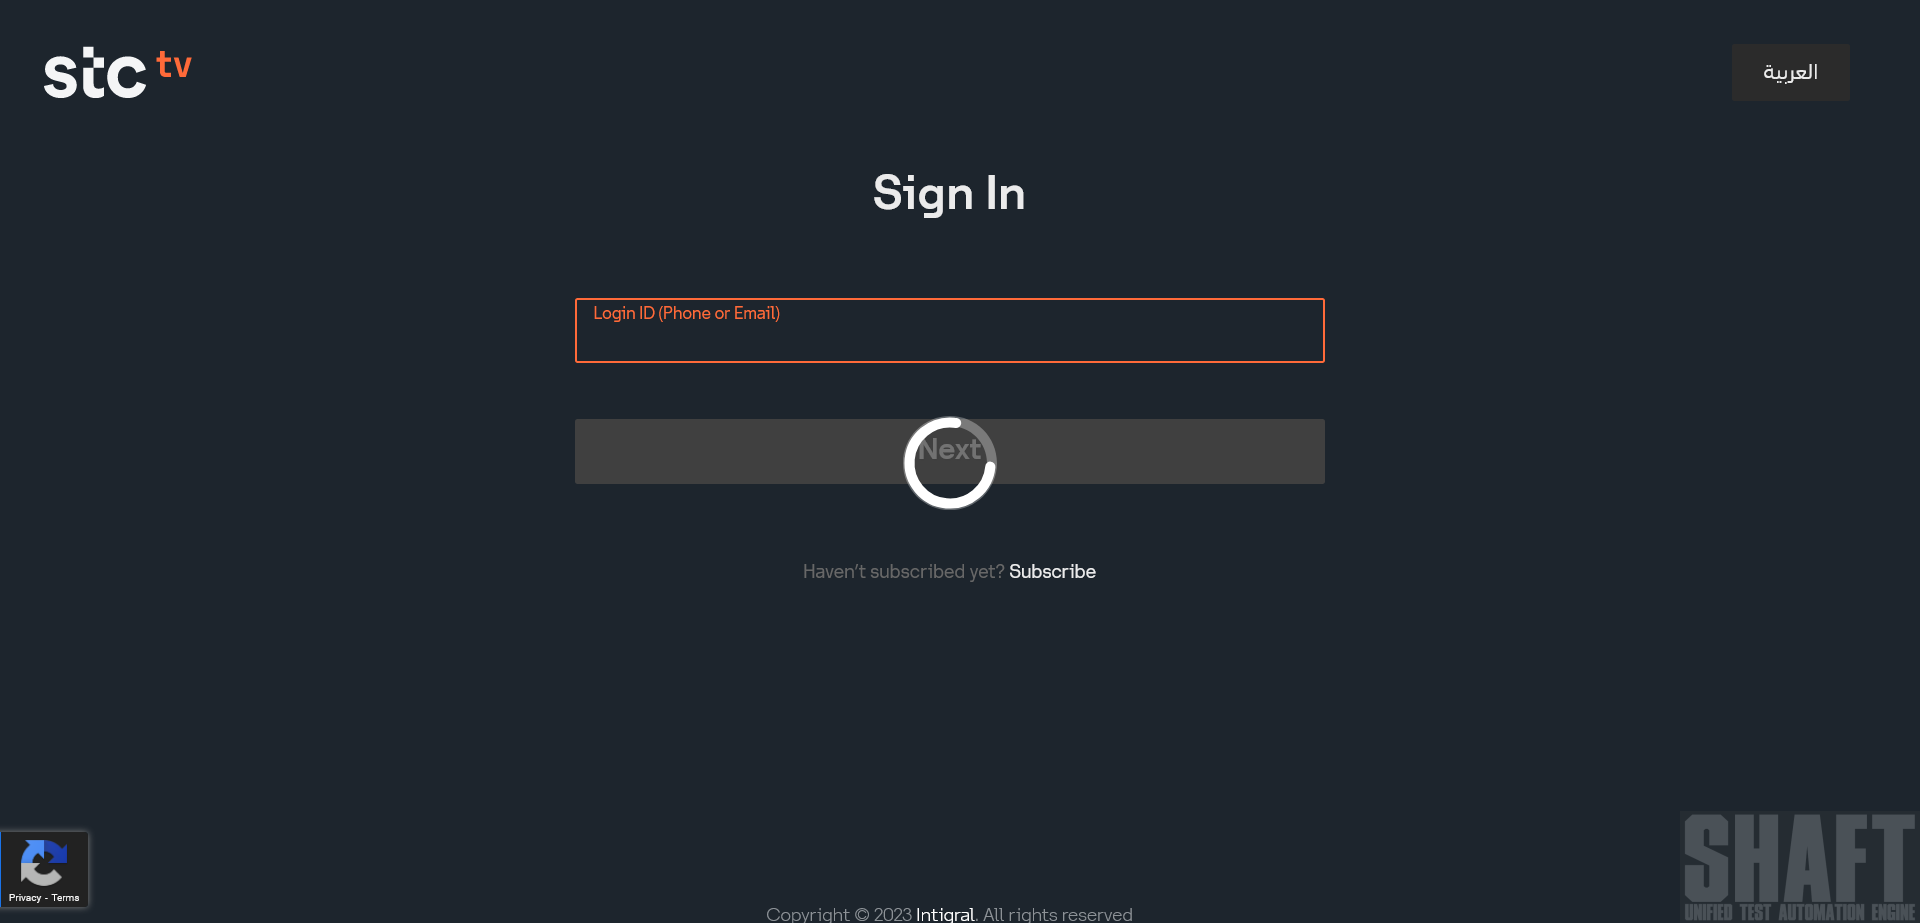 stc tv
العربية
Sign In
Login ID (Phone or Email)
Next
Haven't subscribed yet? Subscribe
Privacy - Terms
SHAFT
UNIFIED TEST AUTOMATION ENGINE
Copyright © 2023 Intigral. All rights reserved